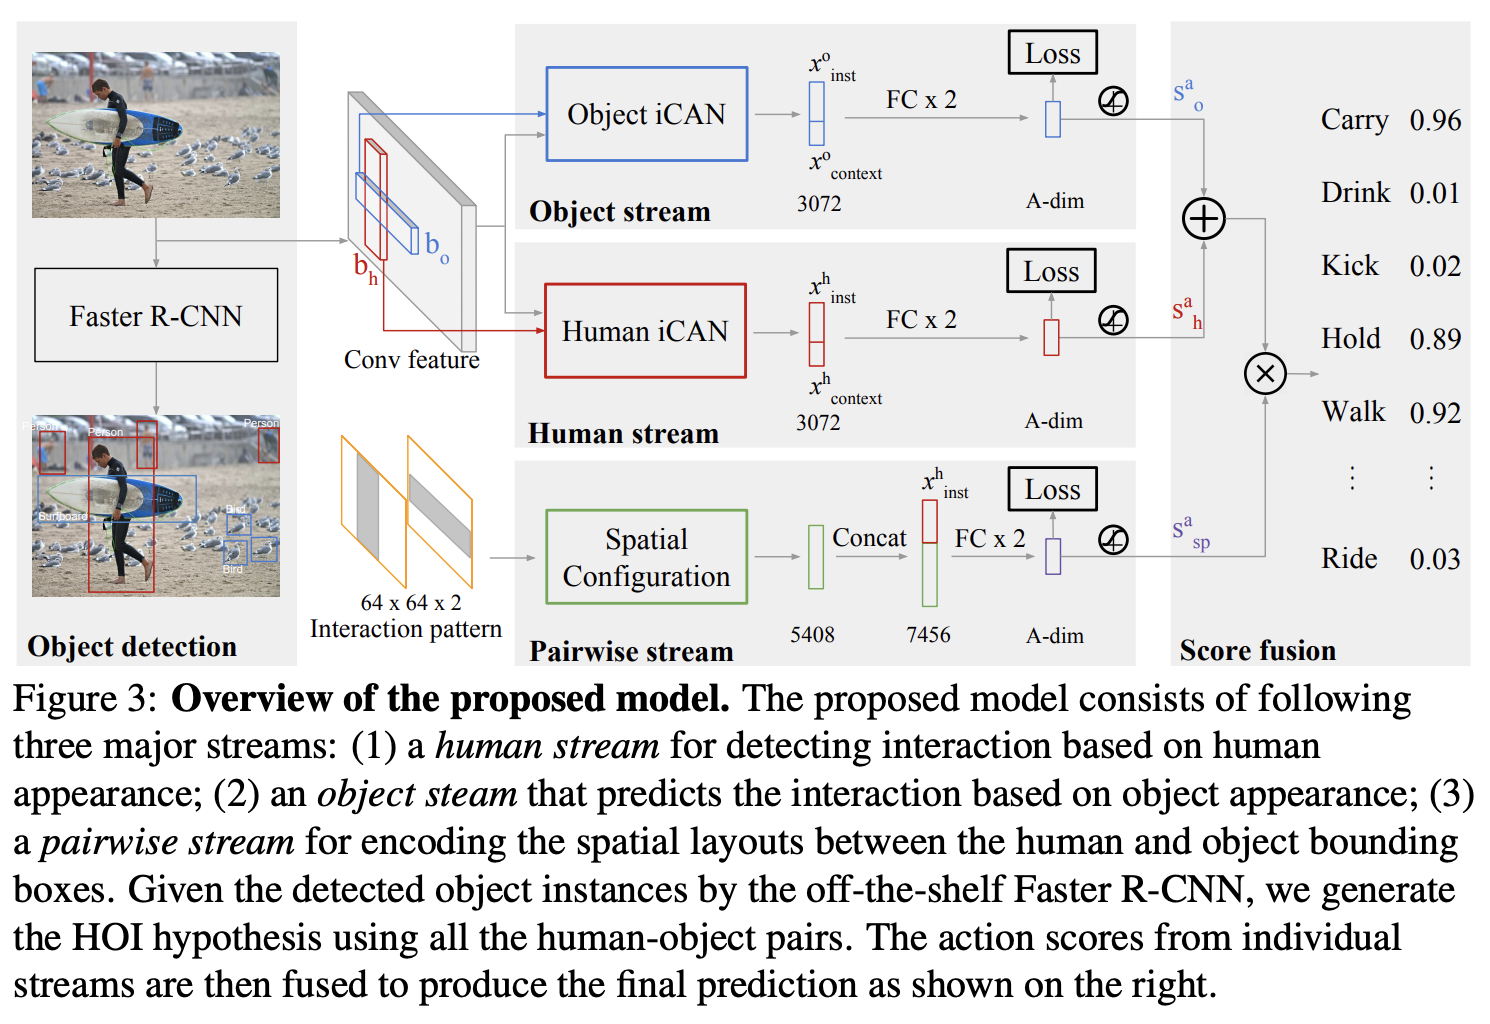 Person
Person
Person
Surfboard
Bird
Bird
Faster R-CNN
Object detection
b_o
b_h
Conv feature
64 x 64 x 2
Interaction pattern
Object iCAN
x^o_inst
x^o_context
3072
FC x 2
Loss
A-dim
s^a_o
Object stream
Human iCAN
x^h_inst
x^h_context
3072
FC x 2
Loss
A-dim
s^a_h
Human stream
Spatial
Configuration
5408
Concat
x^h_inst
7456
FC x 2
Loss
A-dim
s^a_sp
Pairwise stream
Carry 0.96
Drink 0.01
Kick 0.02
Hold 0.89
Walk 0.92
⋮ ⋮
Ride 0.03
Score fusion
Figure 3: Overview of the proposed model. The proposed model consists of following
three major streams: (1) a human stream for detecting interaction based on human
appearance; (2) an object steam that predicts the interaction based on object appearance; (3)
a pairwise stream for encoding the spatial layouts between the human and object bounding
boxes. Given the detected object instances by the off-the-shelf Faster R-CNN, we generate
the HOI hypothesis using all the human-object pairs. The action scores from individual
streams are then fused to produce the final prediction as shown on the right.